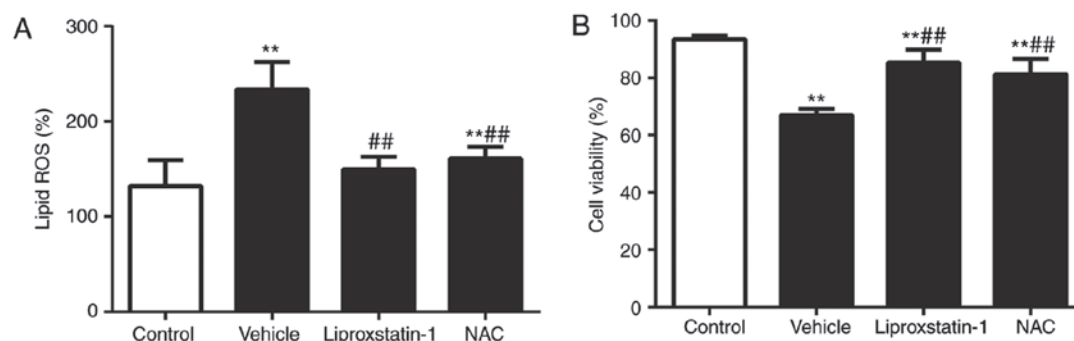 A
Lipid ROS (%)
300
200
100
0
**
##
**##
Control
Vehicle
Liproxstatin-1
NAC
B
Cell viability (%)
100
80
60
40
20
0
**
**##
**##
Control
Vehicle
Liproxstatin-1
NAC